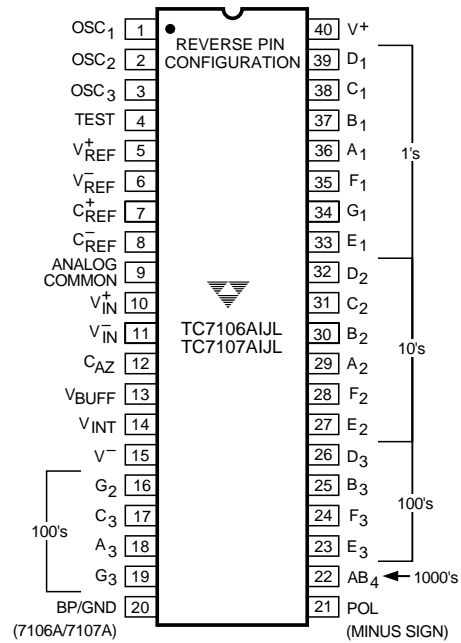 OSC1 1 40 V+
REVERSE PIN
CONFIGURATION
OSC2 2 39 D1
OSC3 3 38 C1
TEST 4 37 B1
V+REF 5 36 A1
1's
V−REF 6 35 F1
C+REF 7 34 G1
C−REF 8 33 E1
ANALOG
COMMON 9 32 D2
V+IN 10 31 C2
V−IN 11 30 B2
TC7106AIJL
TC7107AIJL
10's
CAZ 12 29 A2
VBUFF 13 28 F2
VINT 14 27 E2
V− 15 26 D3
G2 16 25 B3
100's
C3 17 24 F3
100's
A3 18 23 E3
G3 19 22 AB4 1000's
BP/GND 20 21 POL
(7106A/7107A) (MINUS SIGN)